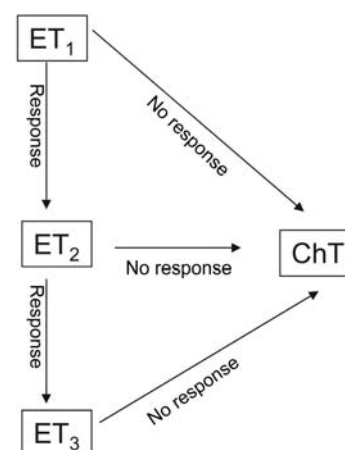 ET₁
Response
No response
ET₂
No response
ChT
Response
No response
ET₃